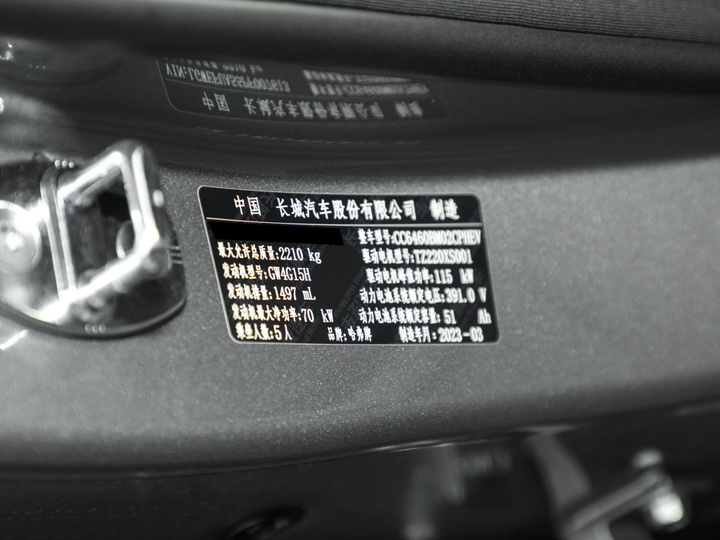 中国 长城汽车股份有限公司 制造
整车型号:CC6460BM02CPHEV
最大允许总质量:2210 kg 驱动电机型号:TZ220XS001
发动机型号:GW4G15H 驱动电机峰值功率:115 kW
发动机排量:1497 mL 动力电池系统额定电压:391.0 V
发动机最大净功率:70 kW 动力电池系统额定容量:51 Ah
乘坐人数:5人 品牌:哈弗牌 制造年月:2023-03